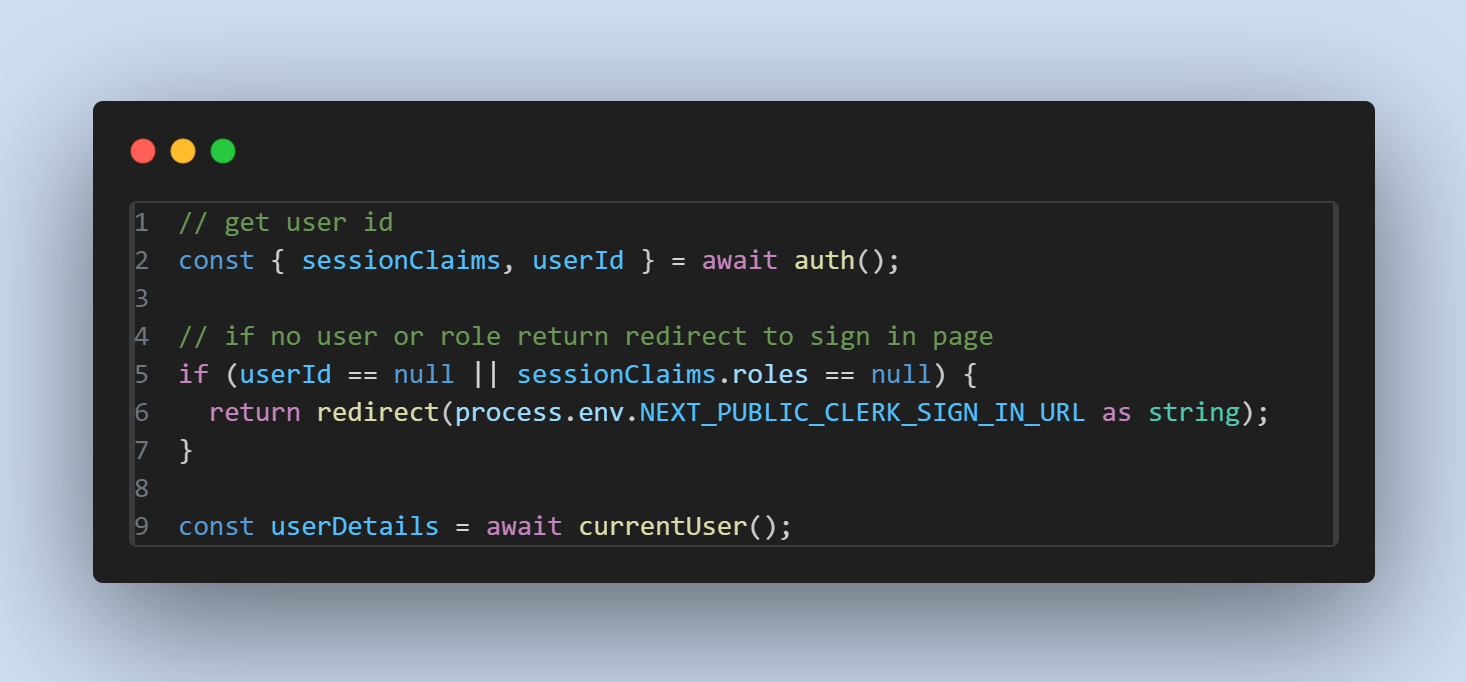 1 // get user id
2 const { sessionClaims, userId } = await auth();
3
4 // if no user or role return redirect to sign in page
5 if (userId == null || sessionClaims.roles == null) {
6   return redirect(process.env.NEXT_PUBLIC_CLERK_SIGN_IN_URL as string);
7 }
8
9 const userDetails = await currentUser();